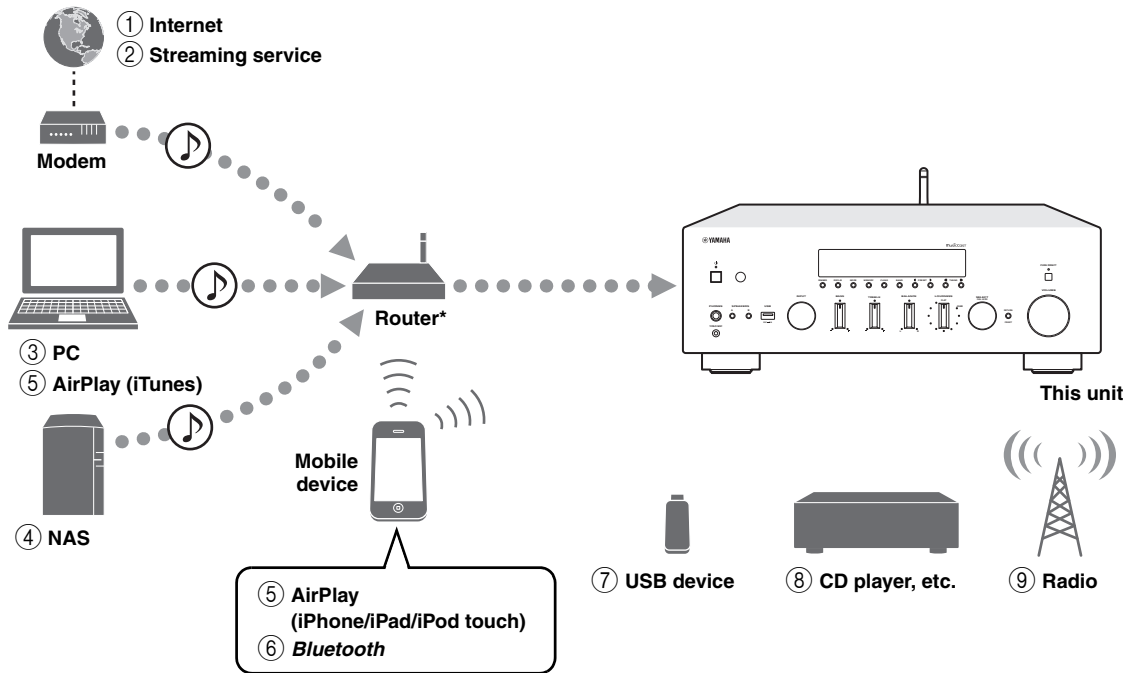 ① Internet
② Streaming service
Modem
③ PC
⑤ AirPlay (iTunes)
④ NAS
Router*
Mobile
device
⑤ AirPlay
(iPhone/iPad/iPod touch)
⑥ Bluetooth
YAMAHA
This unit
⑦ USB device
⑧ CD player, etc.
⑨ Radio